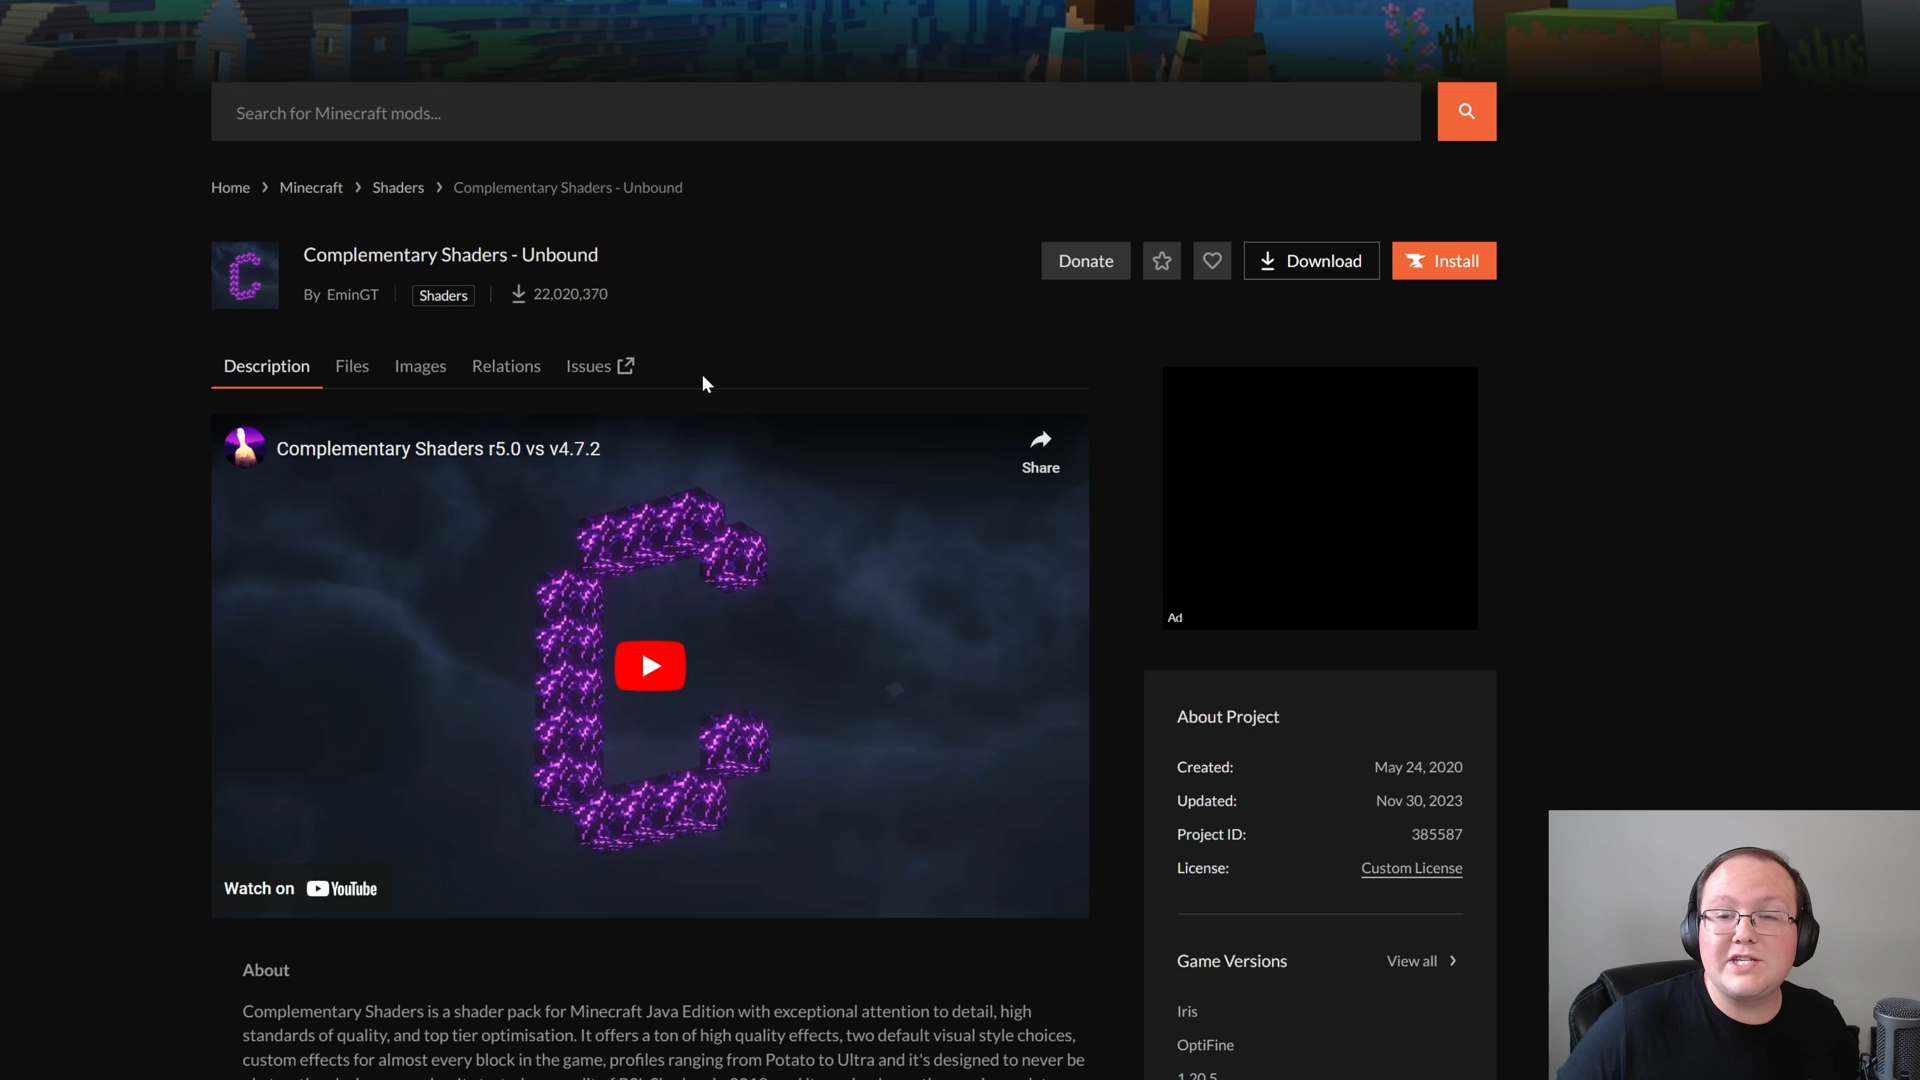 Search for Minecraft mods...
Home > Minecraft > Shaders > Complementary Shaders - Unbound
Complementary Shaders - Unbound
By EminGT
Shaders
22,020,370
Donate
Download
Install
Description
Files
Images
Relations
Issues
Complementary Shaders r5.0 vs v4.7.2
Share
Watch on YouTube
Ad
About Project
Created: May 24, 2020
Updated: Nov 30, 2023
Project ID: 385587
License: Custom License
Game Versions
View all >
Iris
OptiFine
1.20.5
About
Complementary Shaders is a shader pack for Minecraft Java Edition with exceptional attention to detail, high
standards of quality, and top tier optimisation. It offers a ton of high quality effects, two default visual style choices,
custom effects for almost every block in the game, profiles ranging from Potato to Ultra and it's designed to never be